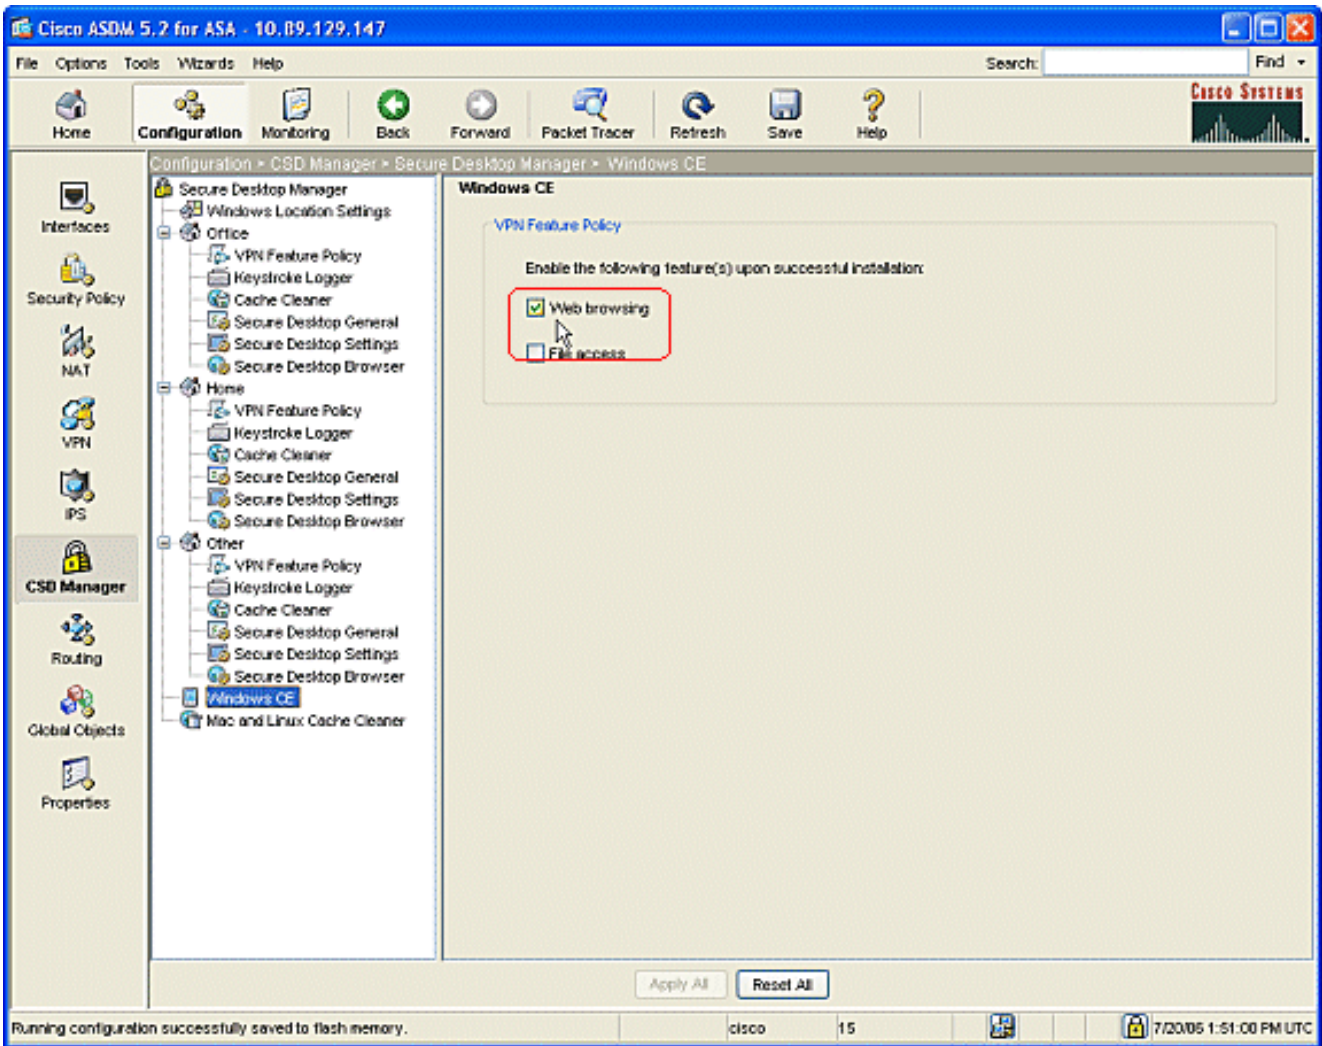 Cisco ASDM 5.2 for ASA - 10.89.129.147
File Options Tools Wizards Help Search: Find
Home Configuration Monitoring Back Forward Packet Tracer Refresh Save Help
CISCO SYSTEMS
Configuration > CSD Manager > Secure Desktop Manager > Windows CE
Interfaces
Security Policy
NAT
VPN
IPS
CSD Manager
Routing
Global Objects
Properties
Secure Desktop Manager
Windows Location Settings
Office
VPN Feature Policy
Keystroke Logger
Cache Cleaner
Secure Desktop General
Secure Desktop Settings
Secure Desktop Browser
Home
VPN Feature Policy
Keystroke Logger
Cache Cleaner
Secure Desktop General
Secure Desktop Settings
Secure Desktop Browser
Other
VPN Feature Policy
Keystroke Logger
Cache Cleaner
Secure Desktop General
Secure Desktop Settings
Secure Desktop Browser
Windows CE
Mac and Linux Cache Cleaner
Windows CE
VPN Feature Policy
Enable the following feature(s) upon successful installation:
Web browsing
File access
Apply All Reset All
Running configuration successfully saved to flash memory. cisco 15 7/20/06 1:51:00 PM UTC